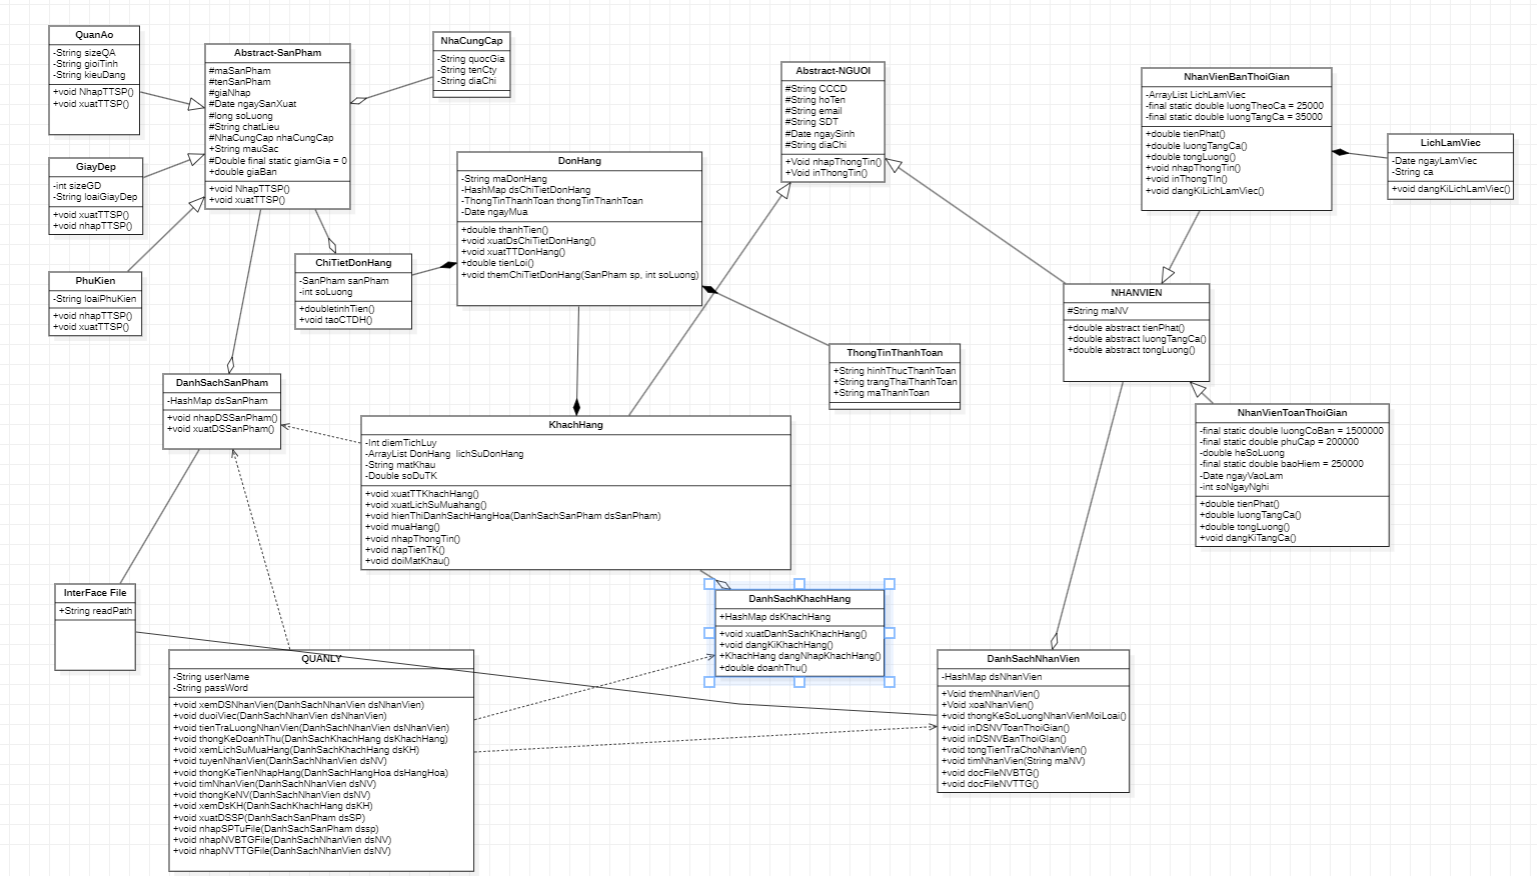 QuanAo
-String sizeQA
-String gioiTinh
-String kieuDang
+void NhapTTSP()
+void xuatTTSP()
Abstract-SanPham
#maSanPham
#tenSanPham
#giaNhap
#Date ngaySanXuat
#long soLuong
#String chatLieu
#NhaCungCap nhaCungCap
+String mauSac
#Double final static giamGia = 0
+double giaBan
+void NhapTTSP()
+void xuatTTSP()
NhaCungCap
-String quocGia
-String tenCty
-String diaChi
GiayDep
-int sizeGD
-String loaiGiayDep
+void xuatTTSP()
+void nhapTTSP()
PhuKien
-String loaiPhuKien
+void nhapTTSP()
+void xuatTTSP()
ChiTietDonHang
-SanPham sanPham
-int soLuong
+doubletinhTien()
+void taoCTDH()
DonHang
-String maDonHang
-HashMap dsChiTietDonHang
-ThongTinThanhToan thongTinThanhToan
-Date ngayMua
+double thanhTien()
+void xuatDsChiTietDonHang()
+void xuatTTDonHang()
+double tienLoi()
+void themChiTietDonHang(SanPham sp, int soLuong)
Abstract-NGUOI
#String CCCD
#String hoTen
#String email
#String SDT
#Date ngaySinh
#String diaChi
+Void nhapThongTin()
+Void inThongTin()
NhanVienBanThoiGian
-ArrayList LichLamViec
-final static double luongTheoCa = 25000
-final static double luongTangCa = 35000
+double tienPhat()
+double luongTangCa()
+double tongLuong()
+void nhapThongTin()
+void inThongTin()
+void dangKiLichLamViec()
LichLamViec
-Date ngayLamViec
-String ca
+void dangKiLichLamViec()
NHANVIEN
#String maNV
+double abstract tienPhat()
+double abstract luongTangCa()
+double abstract tongLuong()
ThongTinThanhToan
+String hinhThucThanhToan
+String trangThaiThanhToan
+String maThanhToan
DanhSachSanPham
-HashMap dsSanPham
+void nhapDSSanPham()
+void xuatDSSanPham()
KhachHang
-Int diemTichLuy
-ArrayList DonHang  lichSuDonHang
-String matKhau
-Double soDuTK
+void xuatTTKhachHang()
+void xuatLichSuMuahang()
+void hienThiDanhSachHangHoa(DanhSachSanPham dsSanPham)
+void muaHang()
+void nhapThongTin()
+void napTienTK()
+void doiMatKhau()
NhanVienToanThoiGian
-final static double luongCoBan = 1500000
-final static double phuCap = 200000
-double heSoLuong
-final static double baoHiem = 250000
-Date ngayVaoLam
-int soNgayNghi
+double tienPhat()
+double luongTangCa()
+double tongLuong()
+void dangKiTangCa()
InterFace File
+String readPath
DanhSachKhachHang
+HashMap dsKhachHang
+void xuatDanhSachKhachHang()
+void dangKiKhachHang()
+KhachHang dangNhapKhachHang()
+double doanhThu()
QUANLY
-String userName
-String passWord
+void xemDSNhanVien(DanhSachNhanVien dsNhanVien)
+void duoiViec(DanhSachNhanVien dsNhanVien)
+void tienTraLuongNhanVien(DanhSachNhanVien dsNhanVien)
+void thongKeDoanhThu(DanhSachKhachHang dsKhachHang)
+void xemLichSuMuaHang(DanhSachKhachHang dsKH)
+void tuyenNhanVien(DanhSachNhanVien dsNV)
+void thongKeTienNhapHang(DanhSachHangHoa dsHangHoa)
+void timNhanVien(DanhSachNhanVien dsNV)
+void thongKeNV(DanhSachNhanVien dsNV)
+void xemDsKH(DanhSachKhachHang dsKH)
+void xuatDSSP(DanhSachSanPham dsSP)
+void nhapSPTuFile(DanhSachSanPham dssp)
+void nhapNVBTGFile(DanhSachNhanVien dsNV)
+void nhapNVTTGFile(DanhSachNhanVien dsNV)
DanhSachNhanVien
-HashMap dsNhanVien
+Void themNhanVien()
+Void xoaNhanVien()
+void thongKeSoLuongNhanVienMoiLoai()
+void inDSNVToanThoiGian()
+void inDSNVBanThoiGIan()
+void tongTienTraChoNhanVien()
+void timNhanVien(String maNV)
+void docFileNVBTG()
+void docFileNVTTG()